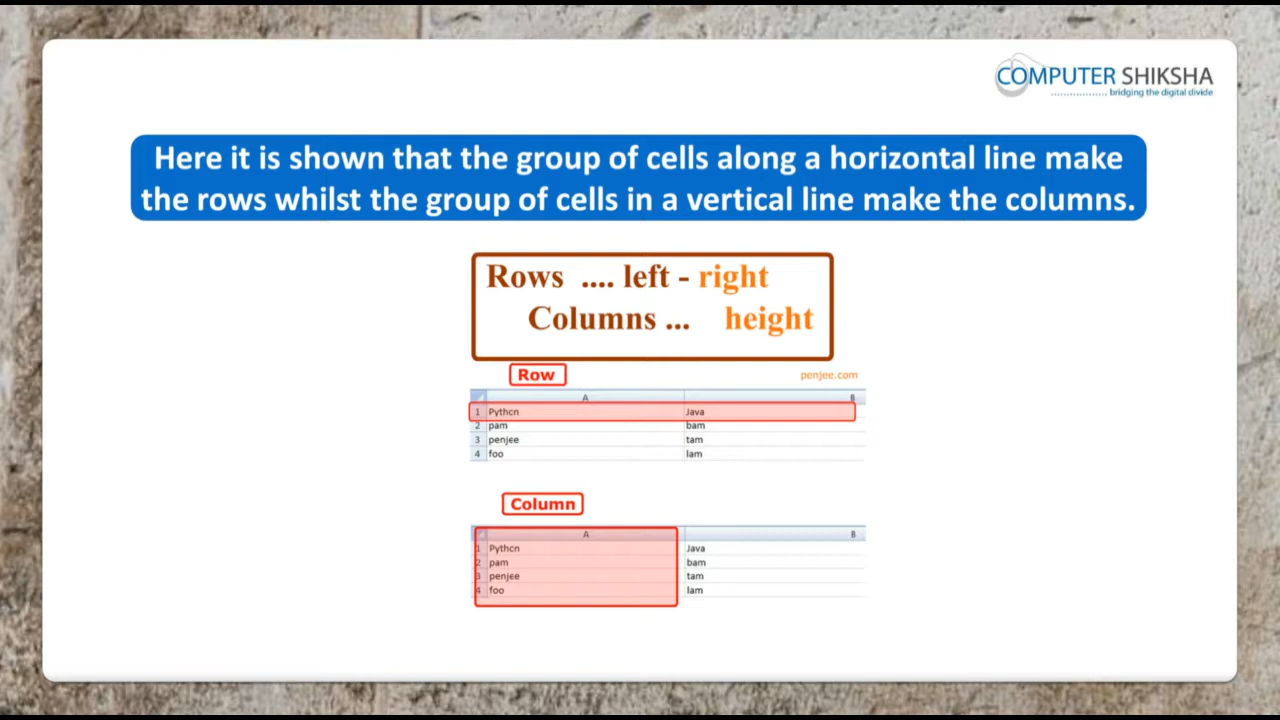 COMPUTER SHIKSHA
bridging the digital divide
Here it is shown that the group of cells along a horizontal line make
the rows whilst the group of cells in a vertical line make the columns.
Rows .... left - right
Columns ... height
Row
penjee.com
A B
1 Python Java
2 pam bam
3 penjee tam
4 foo lam
Column
A B
1 Python Java
2 pam bam
3 penjee tam
4 foo lam